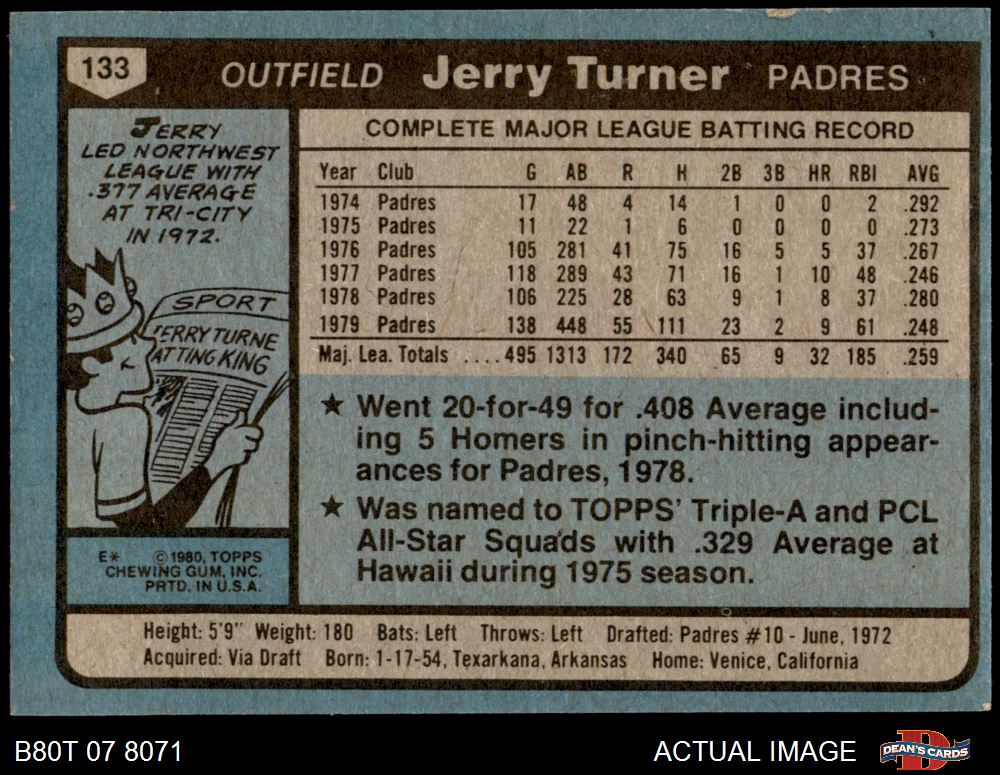 133
OUTFIELD Jerry Turner PADRES
JERRY
LED NORTHWEST
LEAGUE WITH
.377 AVERAGE
AT TRI-CITY
IN 1972.
SPORT
ERRY TURNE
ATTING KING
E* © 1980, TOPPS
CHEWING GUM, INC.
PRTD. IN U.S.A.
COMPLETE MAJOR LEAGUE BATTING RECORD
Year Club G AB R H 2B 3B HR RBI AVG
1974 Padres 17 48 4 14 1 0 0 2 .292
1975 Padres 11 22 1 6 0 0 0 0 .273
1976 Padres 105 281 41 75 16 5 5 37 .267
1977 Padres 118 289 43 71 16 1 10 48 .246
1978 Padres 106 225 28 63 9 1 8 37 .280
1979 Padres 138 448 55 111 23 2 9 61 .248
Maj. Lea. Totals ....495 1313 172 340 65 9 32 185 .259
★ Went 20-for-49 for .408 Average includ-
ing 5 Homers in pinch-hitting appear-
ances for Padres, 1978.
★ Was named to TOPPS' Triple-A and PCL
All-Star Squads with .329 Average at
Hawaii during 1975 season.
Height: 5'9" Weight: 180 Bats: Left Throws: Left Drafted: Padres #10 - June, 1972
Acquired: Via Draft Born: 1-17-54, Texarkana, Arkansas Home: Venice, California
B80T 07 8071 ACTUAL IMAGE DEAN'S CARDS